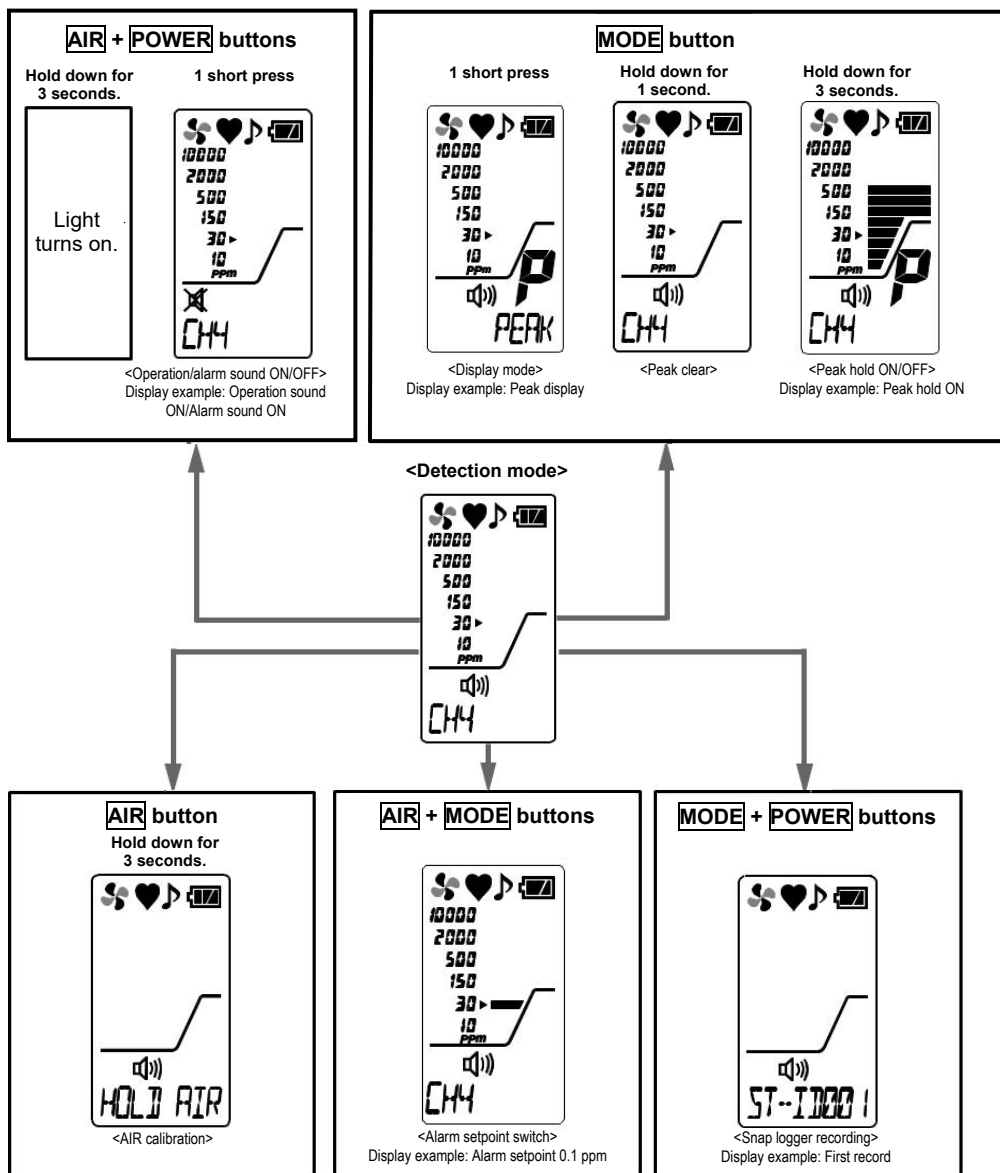 AIR + POWER buttons
Hold down for
3 seconds.
1 short press
Light
turns on.
10000
2000
500
150
30
10
PPm
CH4
<Operation/alarm sound ON/OFF>
Display example: Operation sound
ON/Alarm sound ON
MODE button
1 short press
10000
2000
500
150
30
10
PPm
P
PEAK
<Display mode>
Display example: Peak display
Hold down for
1 second.
10000
2000
500
150
30
10
PPm
CH4
<Peak clear>
Hold down for
3 seconds.
10000
2000
500
150
30
10
PPm
P
CH4
<Peak hold ON/OFF>
Display example: Peak hold ON
<Detection mode>
10000
2000
500
150
30
10
PPm
CH4
AIR button
Hold down for
3 seconds.
HOLD AIR
<AIR calibration>
AIR + MODE buttons
10000
2000
500
150
30
10
PPm
CH4
<Alarm setpoint switch>
Display example: Alarm setpoint 0.1 ppm
MODE + POWER buttons
ST--ID001
<Snap logger recording>
Display example: First record